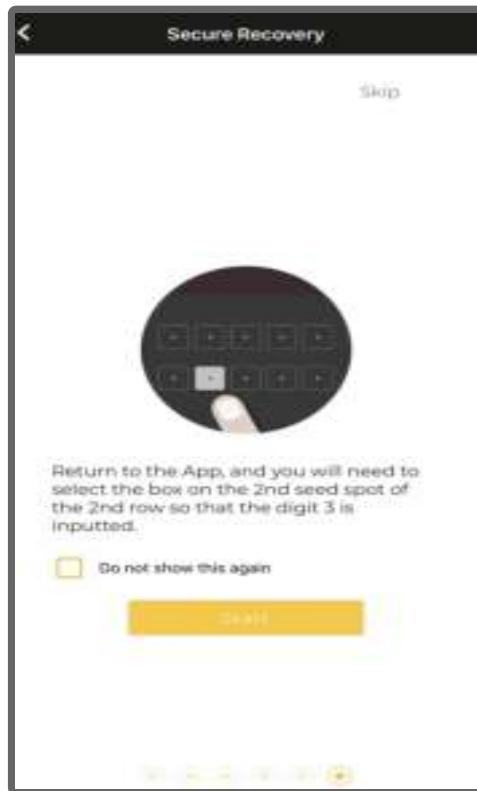 Secure Recovery
Skip
Return to the App, and you will need to
select the box on the 2nd seed spot of
the 2nd row so that the digit 3 is
inputted.
Do not show this again
Start